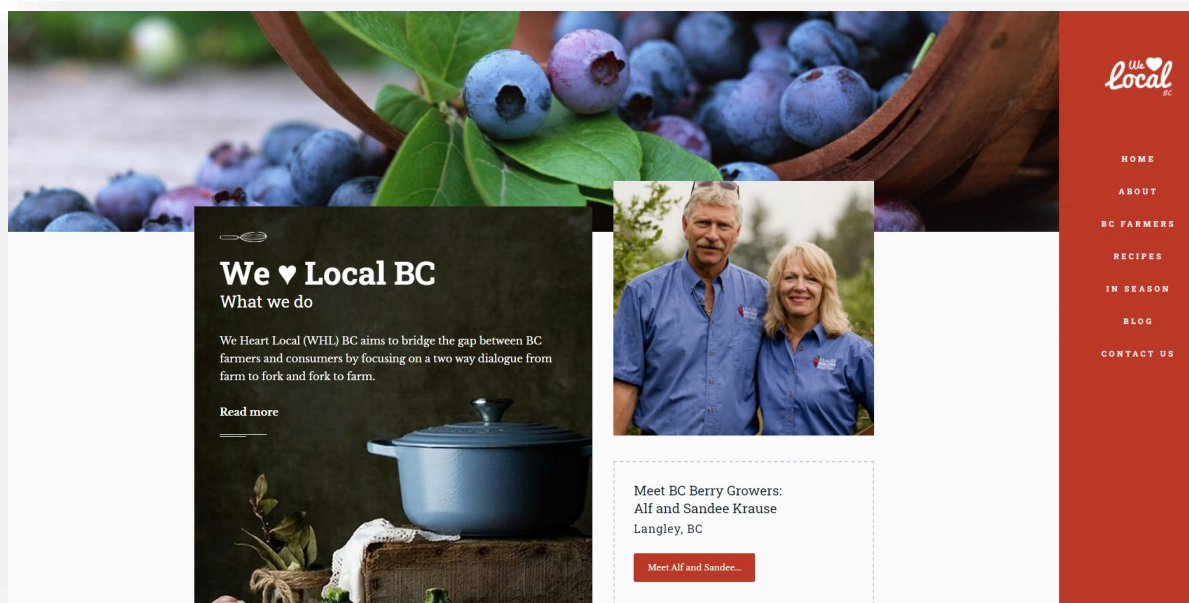 We ♥
Local
BC
HOME
ABOUT
BC FARMERS
RECIPES
IN SEASON
BLOG
CONTACT US
We ♥ Local BC
What we do
We Heart Local (WHL) BC aims to bridge the gap between BC
farmers and consumers by focusing on a two way dialogue from
farm to fork and fork to farm.
Read more
Meet BC Berry Growers:
Alf and Sandee Krause
Langley, BC
Meet Alf and Sandee...